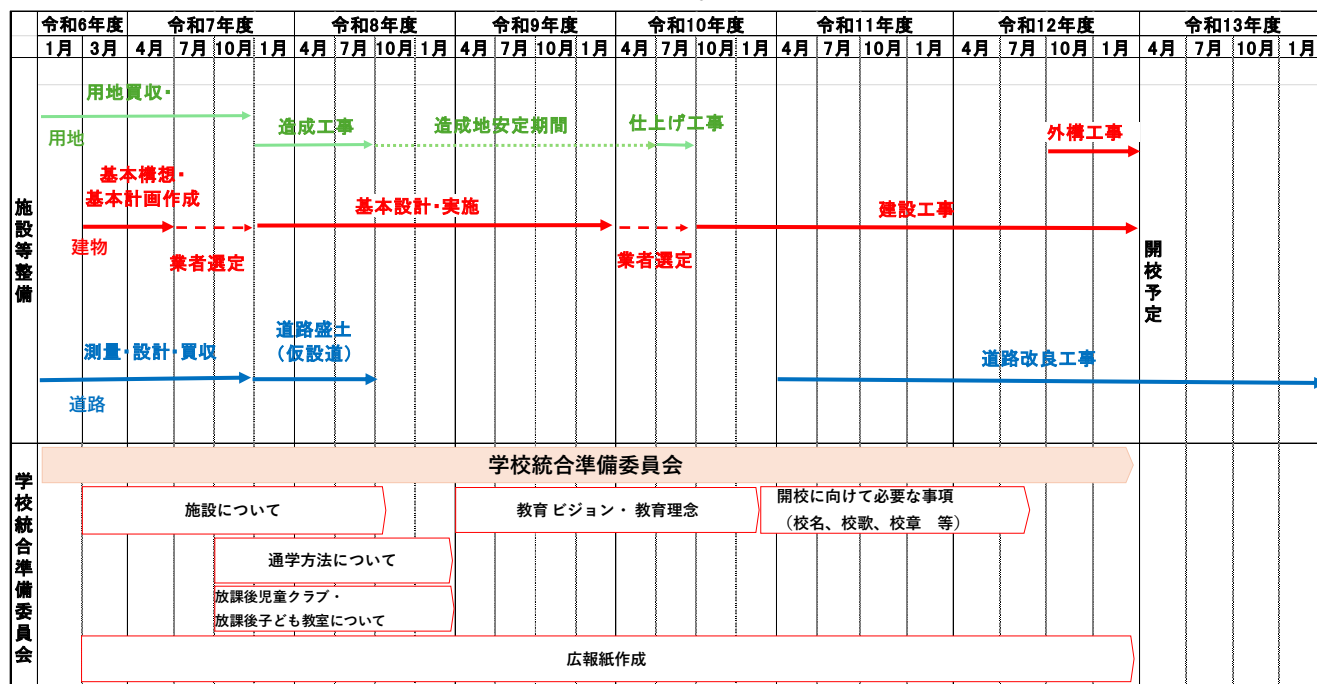 令和6年度 令和7年度 令和8年度 令和9年度 令和10年度 令和11年度 令和12年度 令和13年度
1月 3月 4月 7月 10月 1月 4月 7月 10月 1月 4月 7月 10月 1月 4月 7月 10月 1月 4月 7月 10月 1月 4月 7月 10月 1月 4月 7月 10月 1月
施設等整備
用地買収・
用地
造成工事
造成地安定期間
仕上げ工事
外構工事
基本構想・
基本計画作成
建物
業者選定
基本設計・実施
業者選定
建設工事
開校予定
測量・設計・買収
道路
道路盛土
（仮設道）
道路改良工事
学校統合準備委員会
学校統合準備委員会
施設について
教育ビジョン・ 教育理念
開校に向けて必要な事項
（校名、校歌、校章　等）
通学方法について
放課後児童クラブ・
放課後子ども教室について
広報紙作成